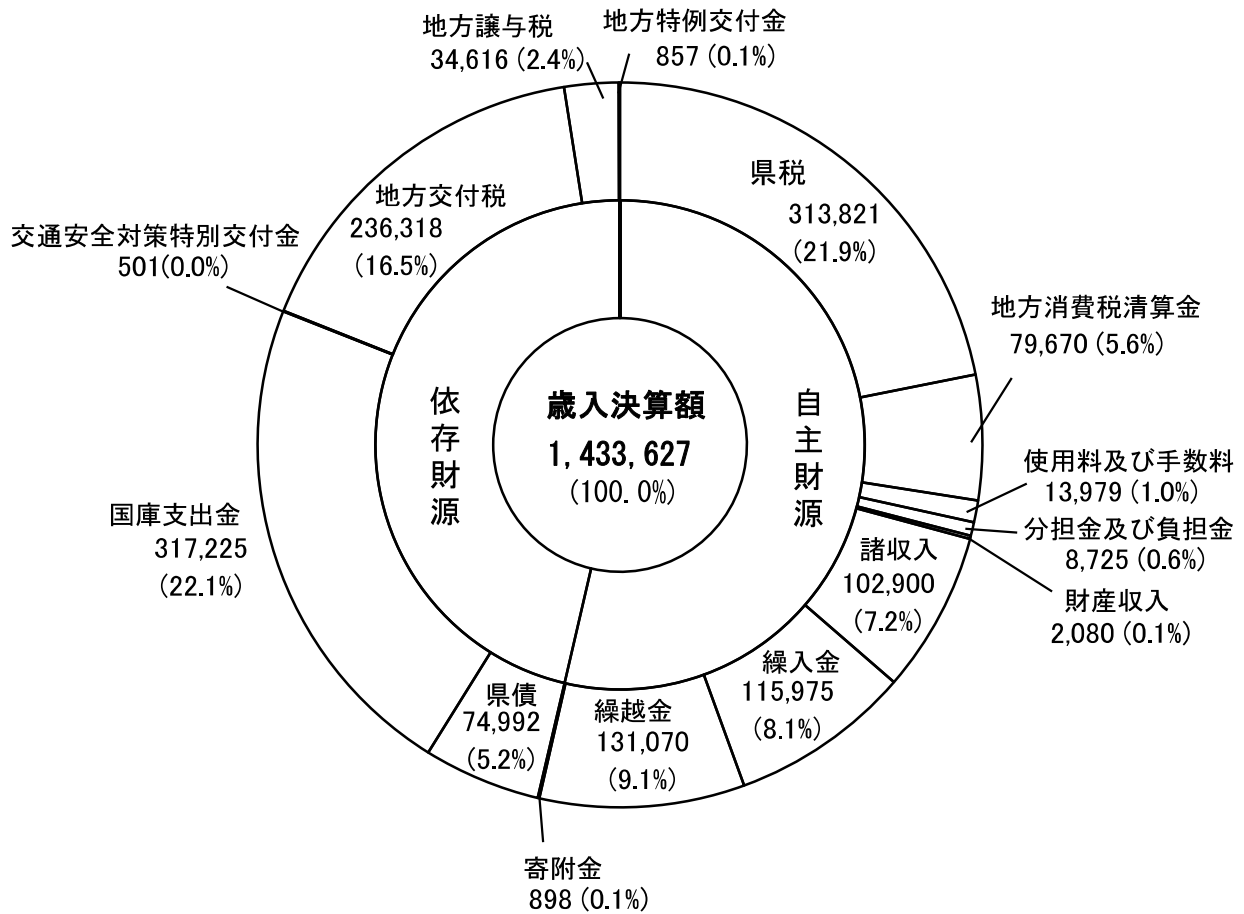 地方譲与税
34,616 (2.4%)
地方特例交付金
857 (0.1%)
県税
313,821
(21.9%)
地方交付税
236,318
(16.5%)
交通安全対策特別交付金
501(0.0%)
地方消費税清算金
79,670 (5.6%)
依存財源
歳入決算額
1,433,627
(100.0%)
自主財源
使用料及び手数料
13,979 (1.0%)
分担金及び負担金
8,725 (0.6%)
財産収入
2,080 (0.1%)
国庫支出金
317,225
(22.1%)
諸収入
102,900
(7.2%)
繰入金
115,975
(8.1%)
県債
74,992
(5.2%)
繰越金
131,070
(9.1%)
寄附金
898 (0.1%)